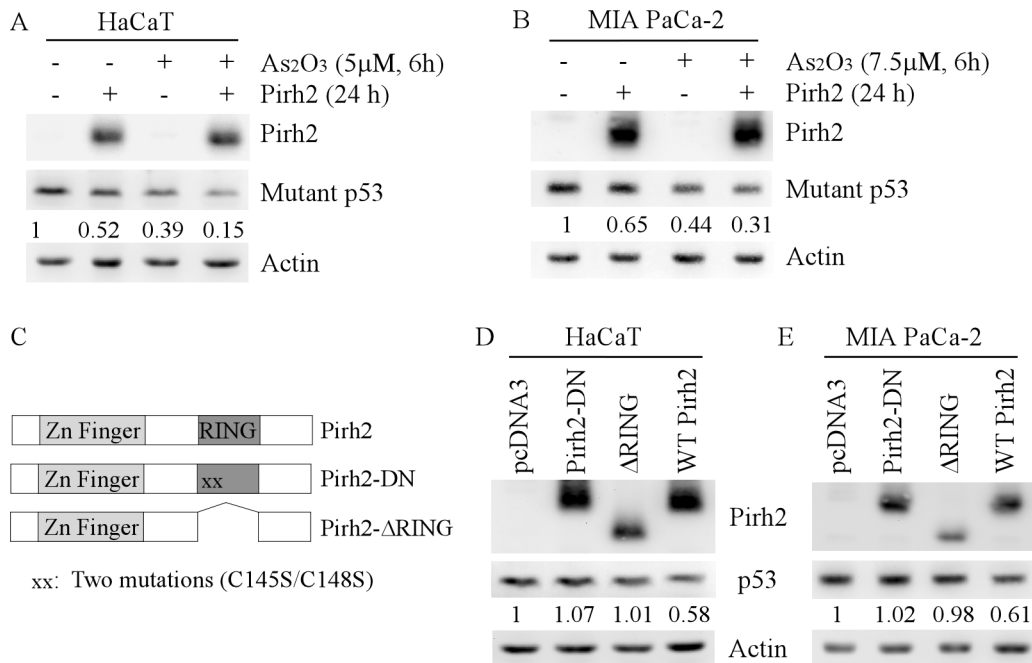 A
HaCaT
- - + + As₂O₃ (5μM, 6h)
- + - + Pirh2 (24 h)
Pirh2
Mutant p53
1 0.52 0.39 0.15
Actin
B
MIA PaCa-2
- - + + As₂O₃ (7.5μM, 6h)
- + - + Pirh2 (24 h)
Pirh2
Mutant p53
1 0.65 0.44 0.31
Actin
C
Zn Finger RING Pirh2
Zn Finger xx Pirh2-DN
Zn Finger Pirh2-ΔRING
xx: Two mutations (C145S/C148S)
D
HaCaT
pcDNA3 Pirh2-DN ΔRING WT Pirh2
Pirh2
p53
1 1.07 1.01 0.58
Actin
E
MIA PaCa-2
pcDNA3 Pirh2-DN ΔRING WT Pirh2
1 1.02 0.98 0.61